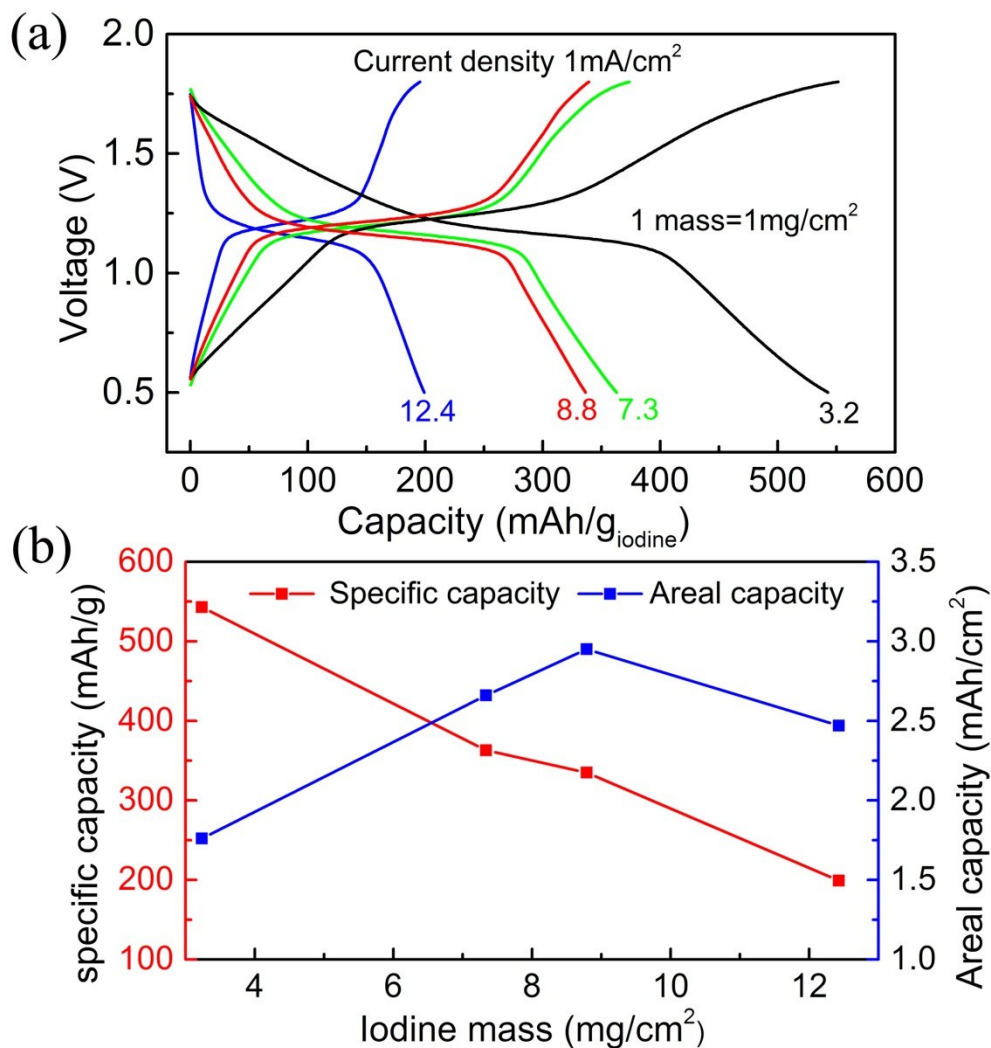 (a)
2.0
1.5
1.0
0.5
Voltage (V)
Current density 1mA/cm²
1 mass=1mg/cm²
12.4
8.8
7.3
3.2
0 100 200 300 400 500 600
Capacity (mAh/g_iodine)
(b)
600
500
400
300
200
100
specific capacity (mAh/g)
Specific capacity
Areal capacity
3.5
3.0
2.5
2.0
1.5
1.0
Areal capacity (mAh/cm²)
4 6 8 10 12
Iodine mass (mg/cm²)